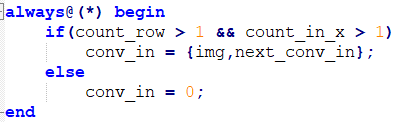 always@(*) begin
if(count_row > 1 && count_in_x > 1)
conv_in = {img,next_conv_in};
else
conv_in = 0;
end